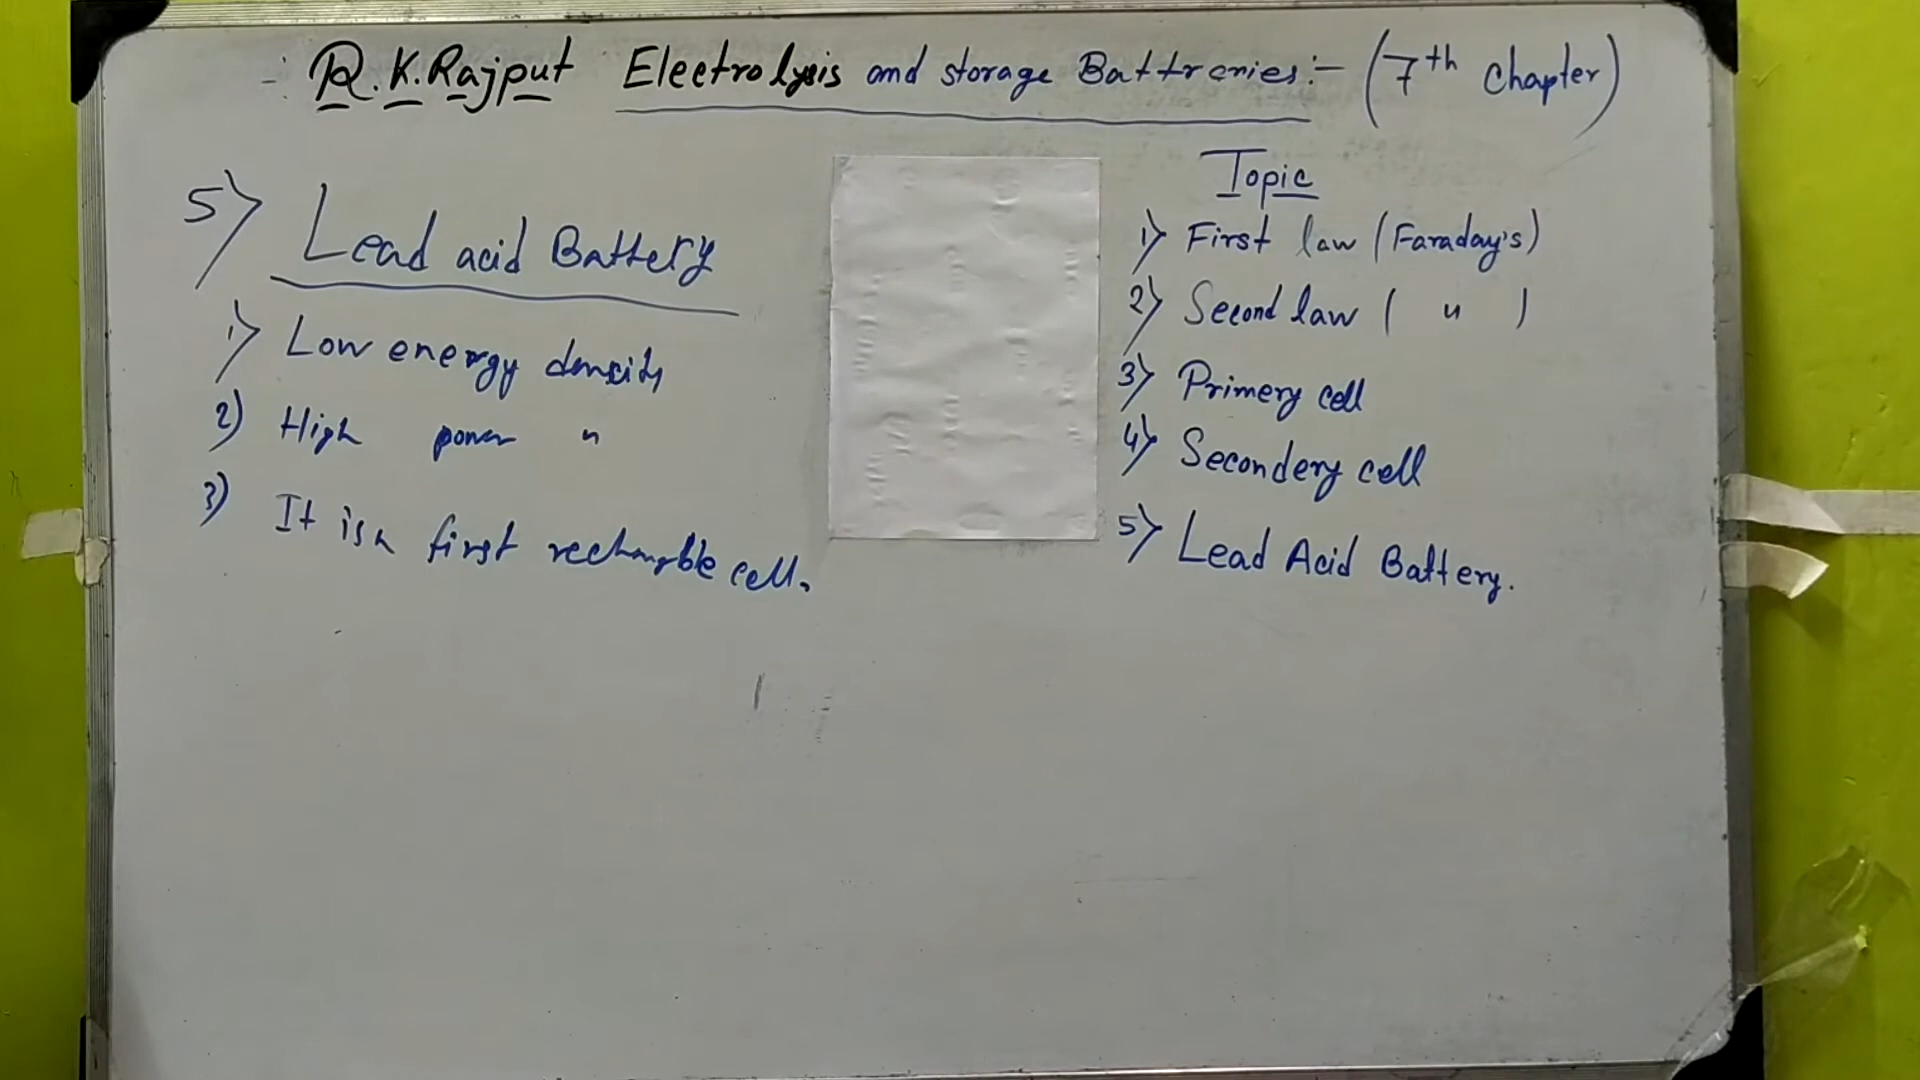 R.K.Rajput Electrolysis and storage Battreries:- (7th chapter)
5) Lead acid Battery
1) Low energy density
2) High power "
3) It is a first rechargble cell.
Topic
1) First law (Faraday's)
2) Second law ( " )
3) Primery cell
4) Secondery cell
5) Lead Acid Battery.